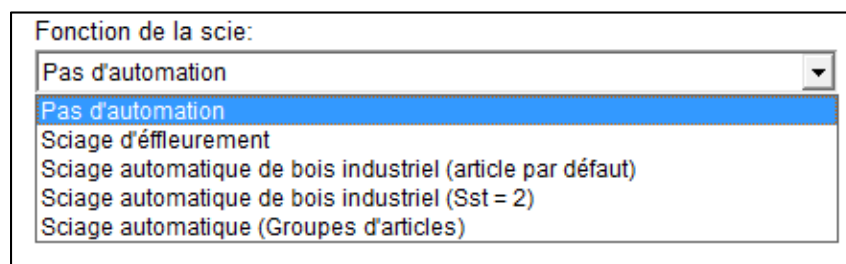 Fonction de la scie:
Pas d'automation
Pas d'automation
Sciage d'éffleurement
Sciage automatique de bois industriel (article par défaut)
Sciage automatique de bois industriel (Sst = 2)
Sciage automatique (Groupes d'articles)